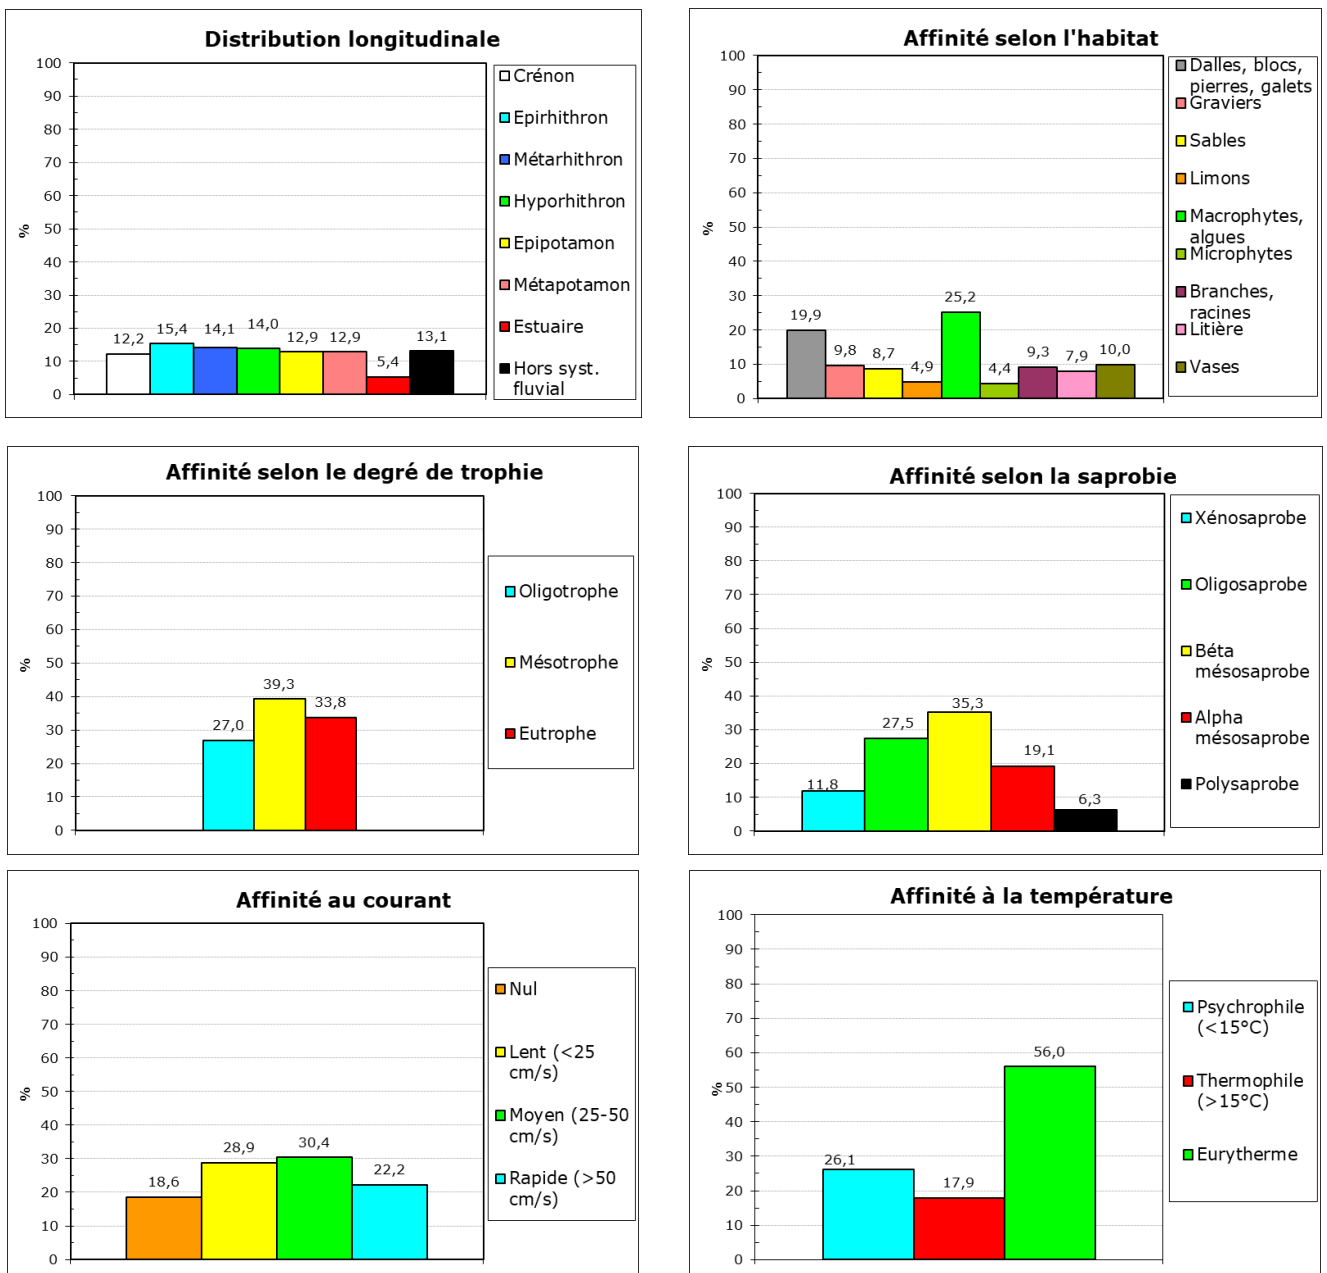 Distribution longitudinale
100
90
80
70
60
50
40
30
20
10
0
%
12,2
15,4
14,1
14,0
12,9
12,9
5,4
13,1
Crénon
Epirhithron
Métarhithron
Hyporhithron
Epipotamon
Métapotamon
Estuaire
Hors syst.
fluvial
Affinité selon l'habitat
100
90
80
70
60
50
40
30
20
10
0
%
19,9
9,8
8,7
4,9
25,2
4,4
9,3
7,9
10,0
Dalles, blocs,
pierres, galets
Graviers
Sables
Limons
Macrophytes,
algues
Microphytes
Branches,
racines
Litière
Vases
Affinité selon le degré de trophie
100
90
80
70
60
50
40
30
20
10
0
%
27,0
39,3
33,8
Oligotrophe
Mésotrophe
Eutrophe
Affinité selon la saprobie
100
90
80
70
60
50
40
30
20
10
0
%
11,8
27,5
35,3
19,1
6,3
Xénosaprobe
Oligosaprobe
Béta
mésosaprobe
Alpha
mésosaprobe
Polysaprobe
Affinité au courant
100
90
80
70
60
50
40
30
20
10
0
%
18,6
28,9
30,4
22,2
Nul
Lent (<25
cm/s)
Moyen (25-50
cm/s)
Rapide (>50
cm/s)
Affinité à la température
100
90
80
70
60
50
40
30
20
10
0
%
26,1
17,9
56,0
Psychrophile
(<15°C)
Thermophile
(>15°C)
Eurytherme